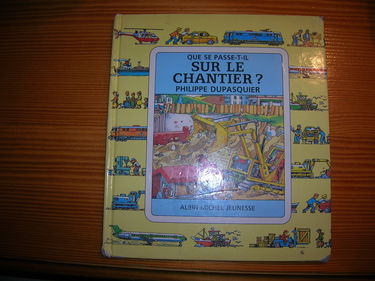 QUE SE PASSE-T-IL
SUR LE
CHANTIER ?
PHILIPPE DUPASQUIER
ALBIN MICHEL JEUNESSE